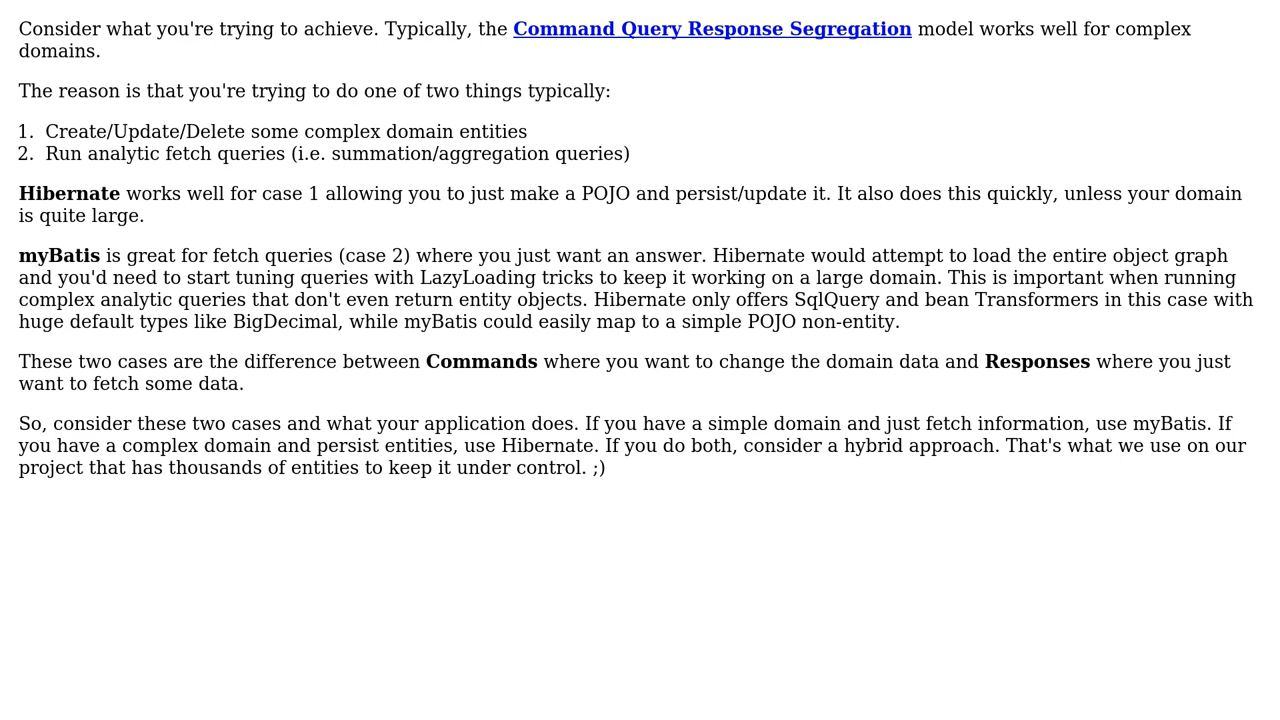 Consider what you're trying to achieve. Typically, the Command Query Response Segregation model works well for complex
domains.
The reason is that you're trying to do one of two things typically:
1. Create/Update/Delete some complex domain entities
2. Run analytic fetch queries (i.e. summation/aggregation queries)
Hibernate works well for case 1 allowing you to just make a POJO and persist/update it. It also does this quickly, unless your domain
is quite large.
myBatis is great for fetch queries (case 2) where you just want an answer. Hibernate would attempt to load the entire object graph
and you'd need to start tuning queries with LazyLoading tricks to keep it working on a large domain. This is important when running
complex analytic queries that don't even return entity objects. Hibernate only offers SqlQuery and bean Transformers in this case with
huge default types like BigDecimal, while myBatis could easily map to a simple POJO non-entity.
These two cases are the difference between Commands where you want to change the domain data and Responses where you just
want to fetch some data.
So, consider these two cases and what your application does. If you have a simple domain and just fetch information, use myBatis. If
you have a complex domain and persist entities, use Hibernate. If you do both, consider a hybrid approach. That's what we use on our
project that has thousands of entities to keep it under control. ;)